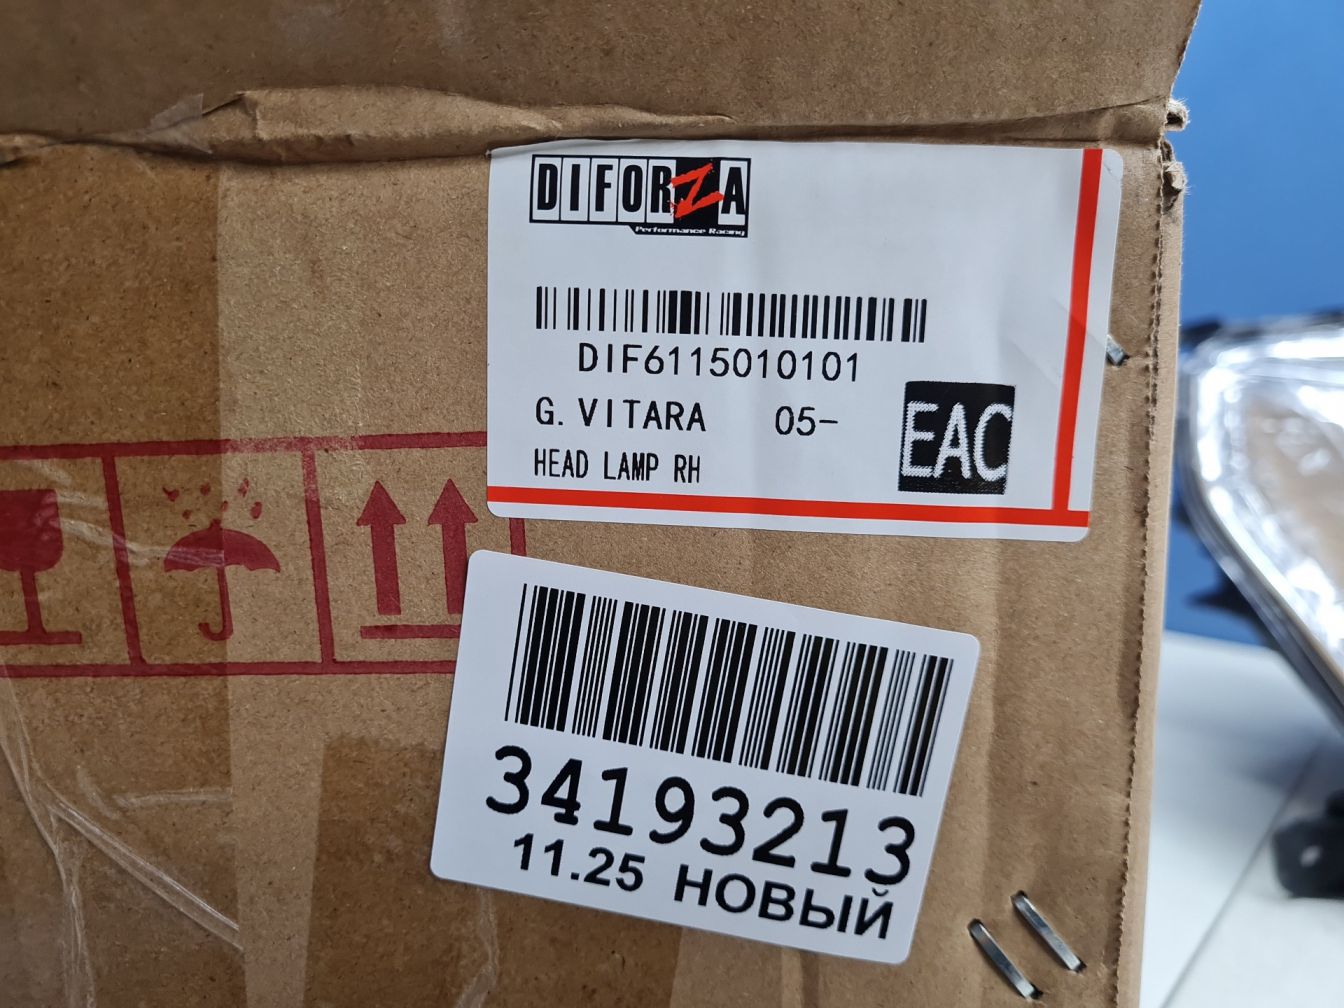 DIFORZA
Performance Racing
DIF6115010101
G. VITARA 05-
HEAD LAMP RH
EAC
34193213
11.25 НОВЫЙ